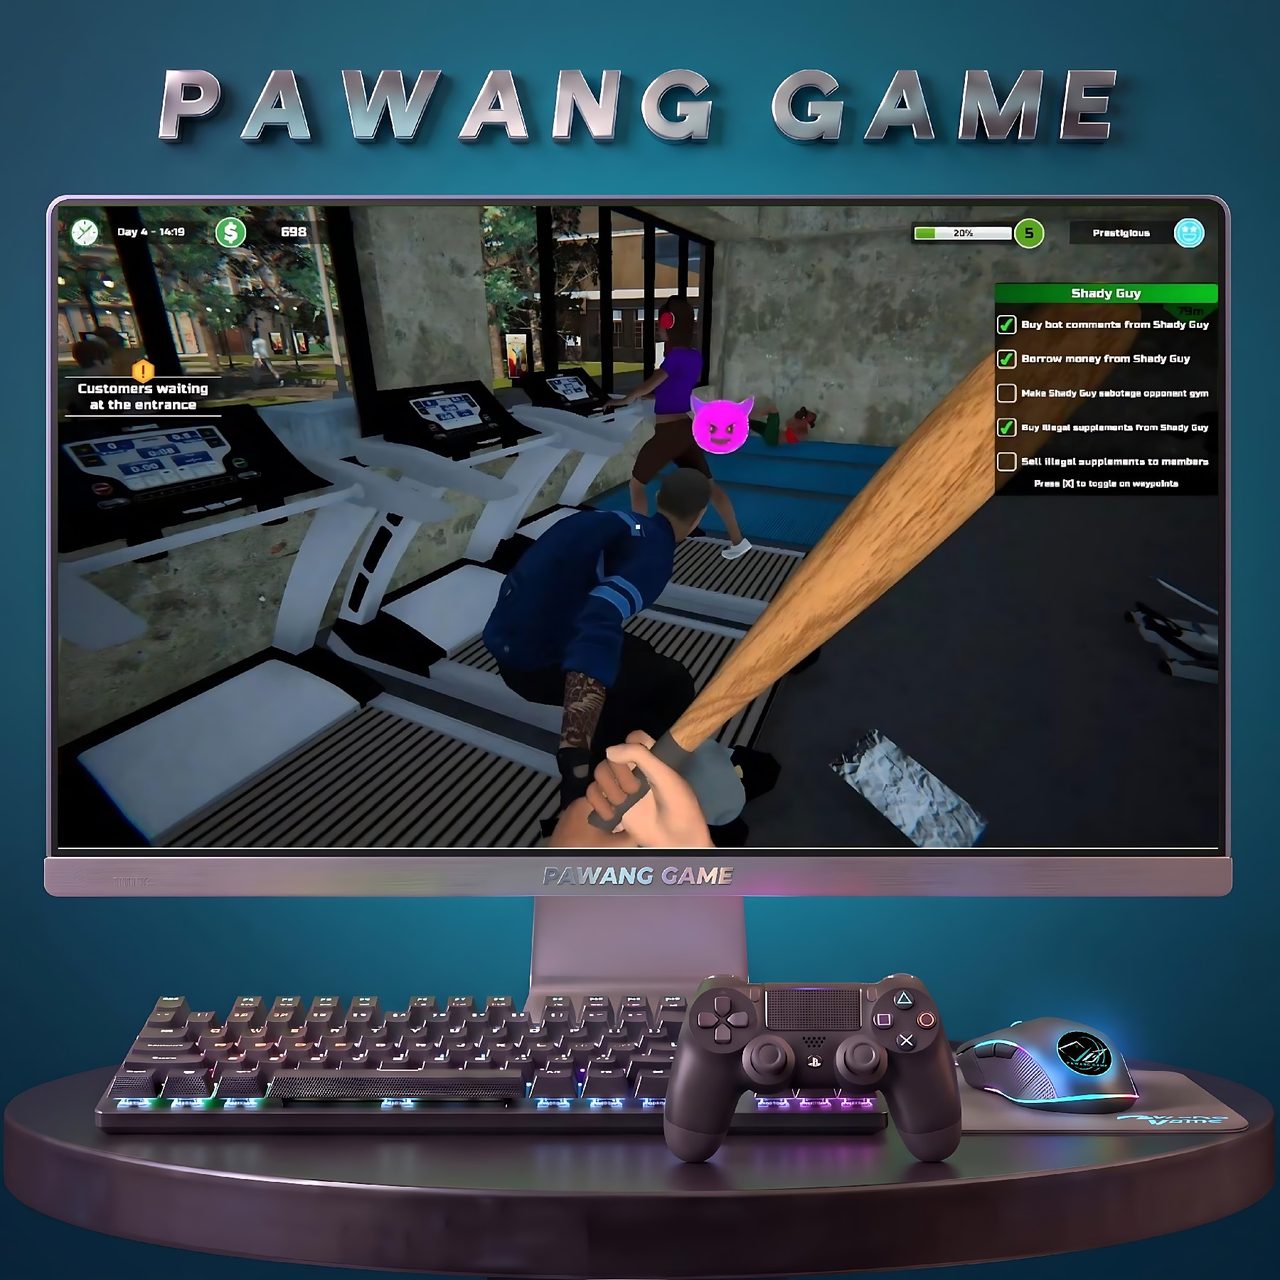 PAWANG GAME
Day 4 - 14:19
698
20%
5
Prestigious
Shady Guy
Buy bot comments from Shady Guy
Borrow money from Shady Guy
Make Shady Guy sabotage opponent gym
Buy illegal supplements from Shady Guy
Sell illegal supplements to members
Press [X] to toggle on waypoints
Customers waiting
at the entrance
PAWANG GAME